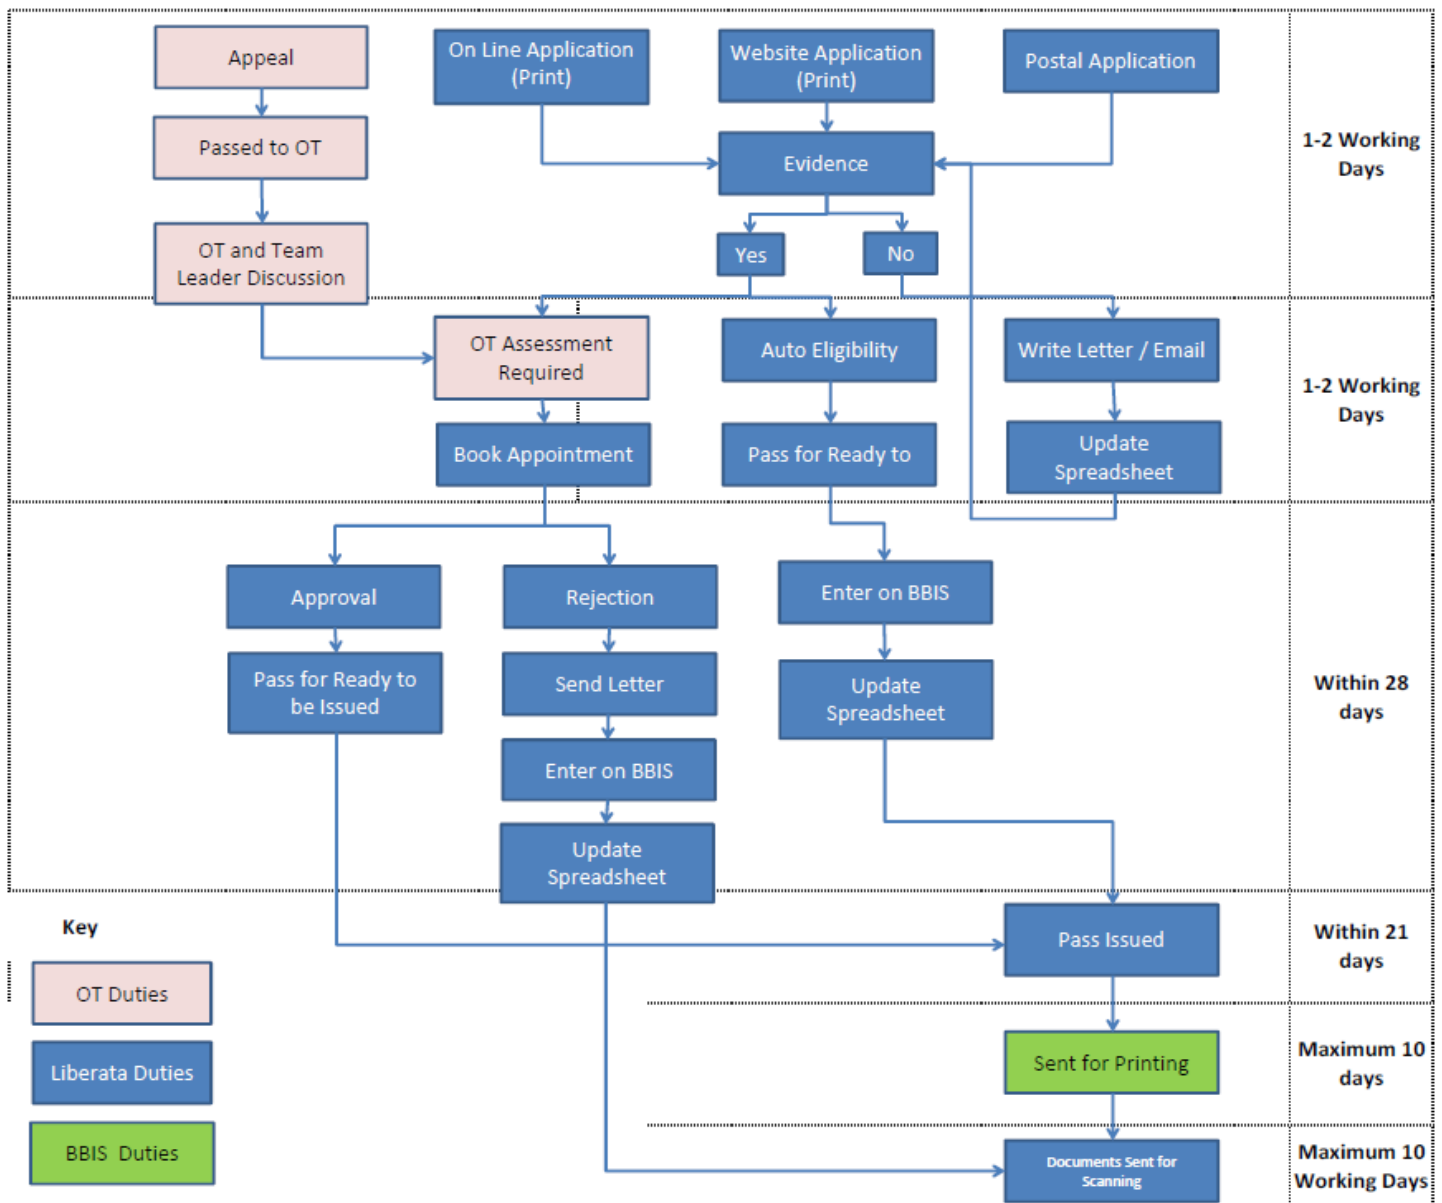 Appeal
On Line Application
(Print)
Website Application
(Print)
Postal Application
Passed to OT
Evidence
1-2 Working
Days
OT and Team
Leader Discussion
Yes
No
OT Assessment
Required
Auto Eligibility
Write Letter / Email
1-2 Working
Days
Book Appointment
Pass for Ready to
Update
Spreadsheet
Approval
Rejection
Enter on BBIS
Pass for Ready to
be Issued
Send Letter
Update
Spreadsheet
Within 28
days
Enter on BBIS
Update
Spreadsheet
Key
Pass Issued
Within 21
days
OT Duties
Liberata Duties
Sent for Printing
Maximum 10
days
BBIS Duties
Documents Sent for
Scanning
Maximum 10
Working Days